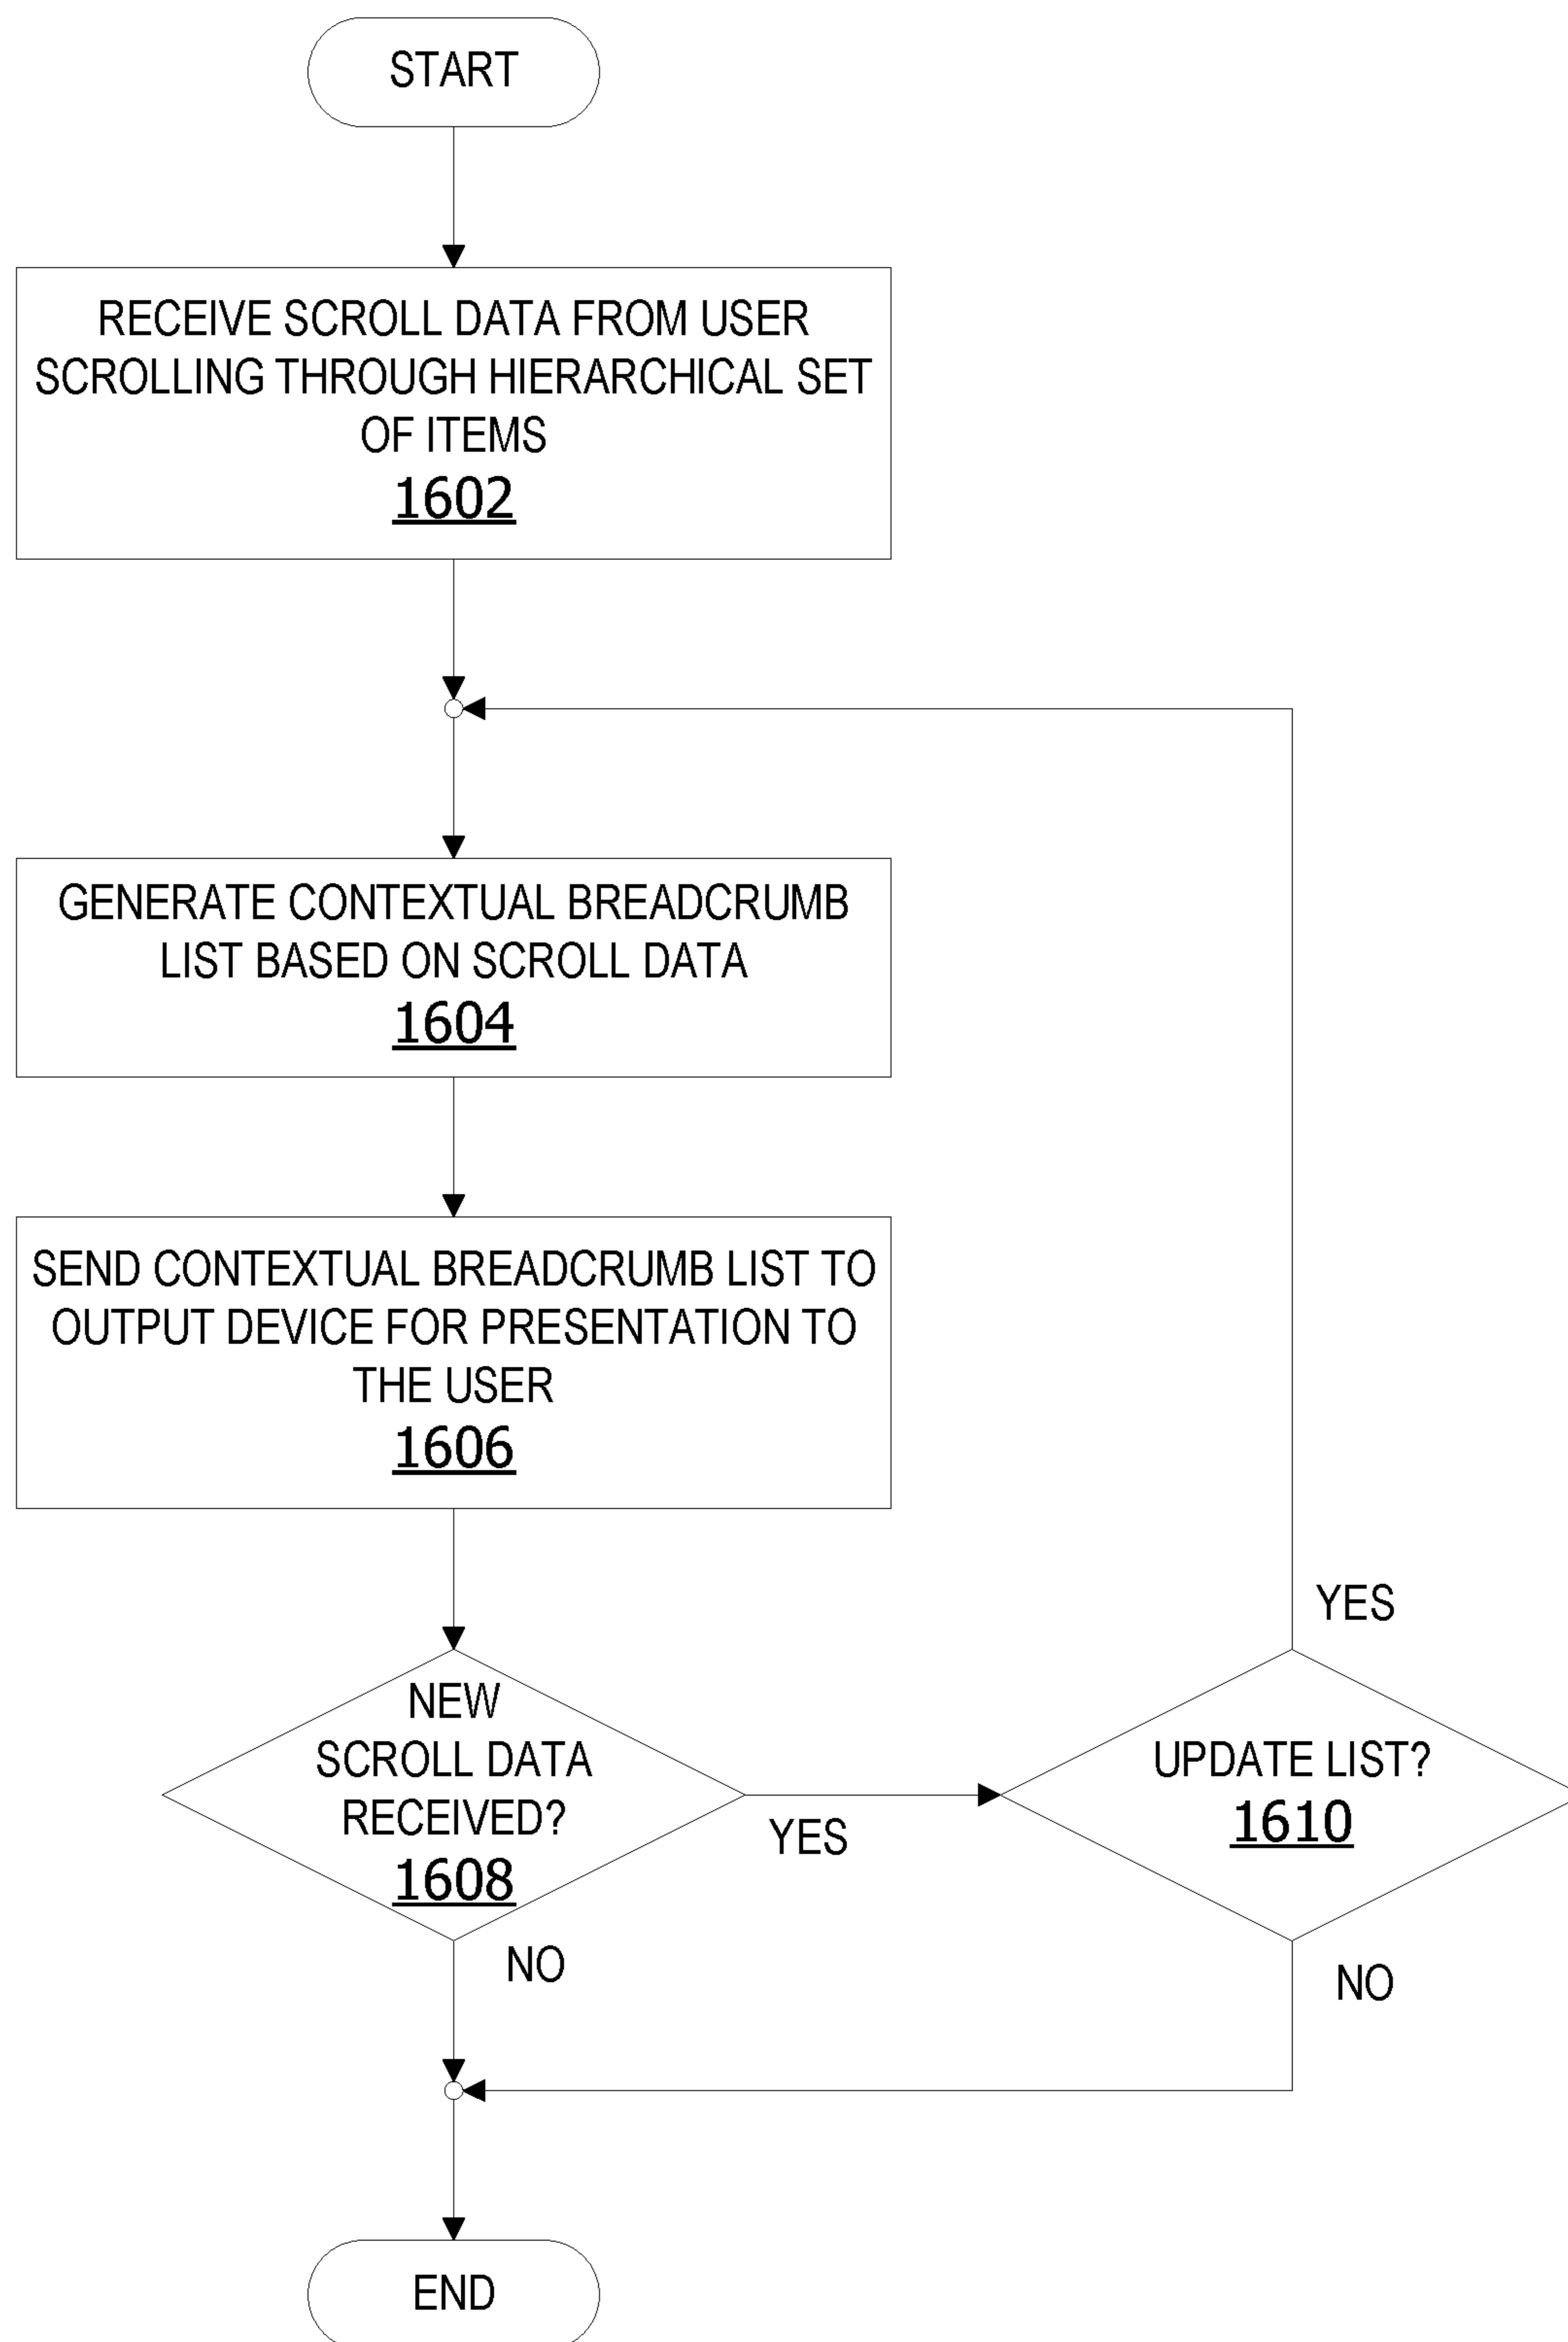 START
RECEIVE SCROLL DATA FROM USER
SCROLLING THROUGH HIERARCHICAL SET
OF ITEMS
1602
GENERATE CONTEXTUAL BREADCRUMB
LIST BASED ON SCROLL DATA
1604
SEND CONTEXTUAL BREADCRUMB LIST TO
OUTPUT DEVICE FOR PRESENTATION TO
THE USER
1606
YES
NEW
SCROLL DATA
RECEIVED?
1608
YES
UPDATE LIST?
1610
NO
NO
END